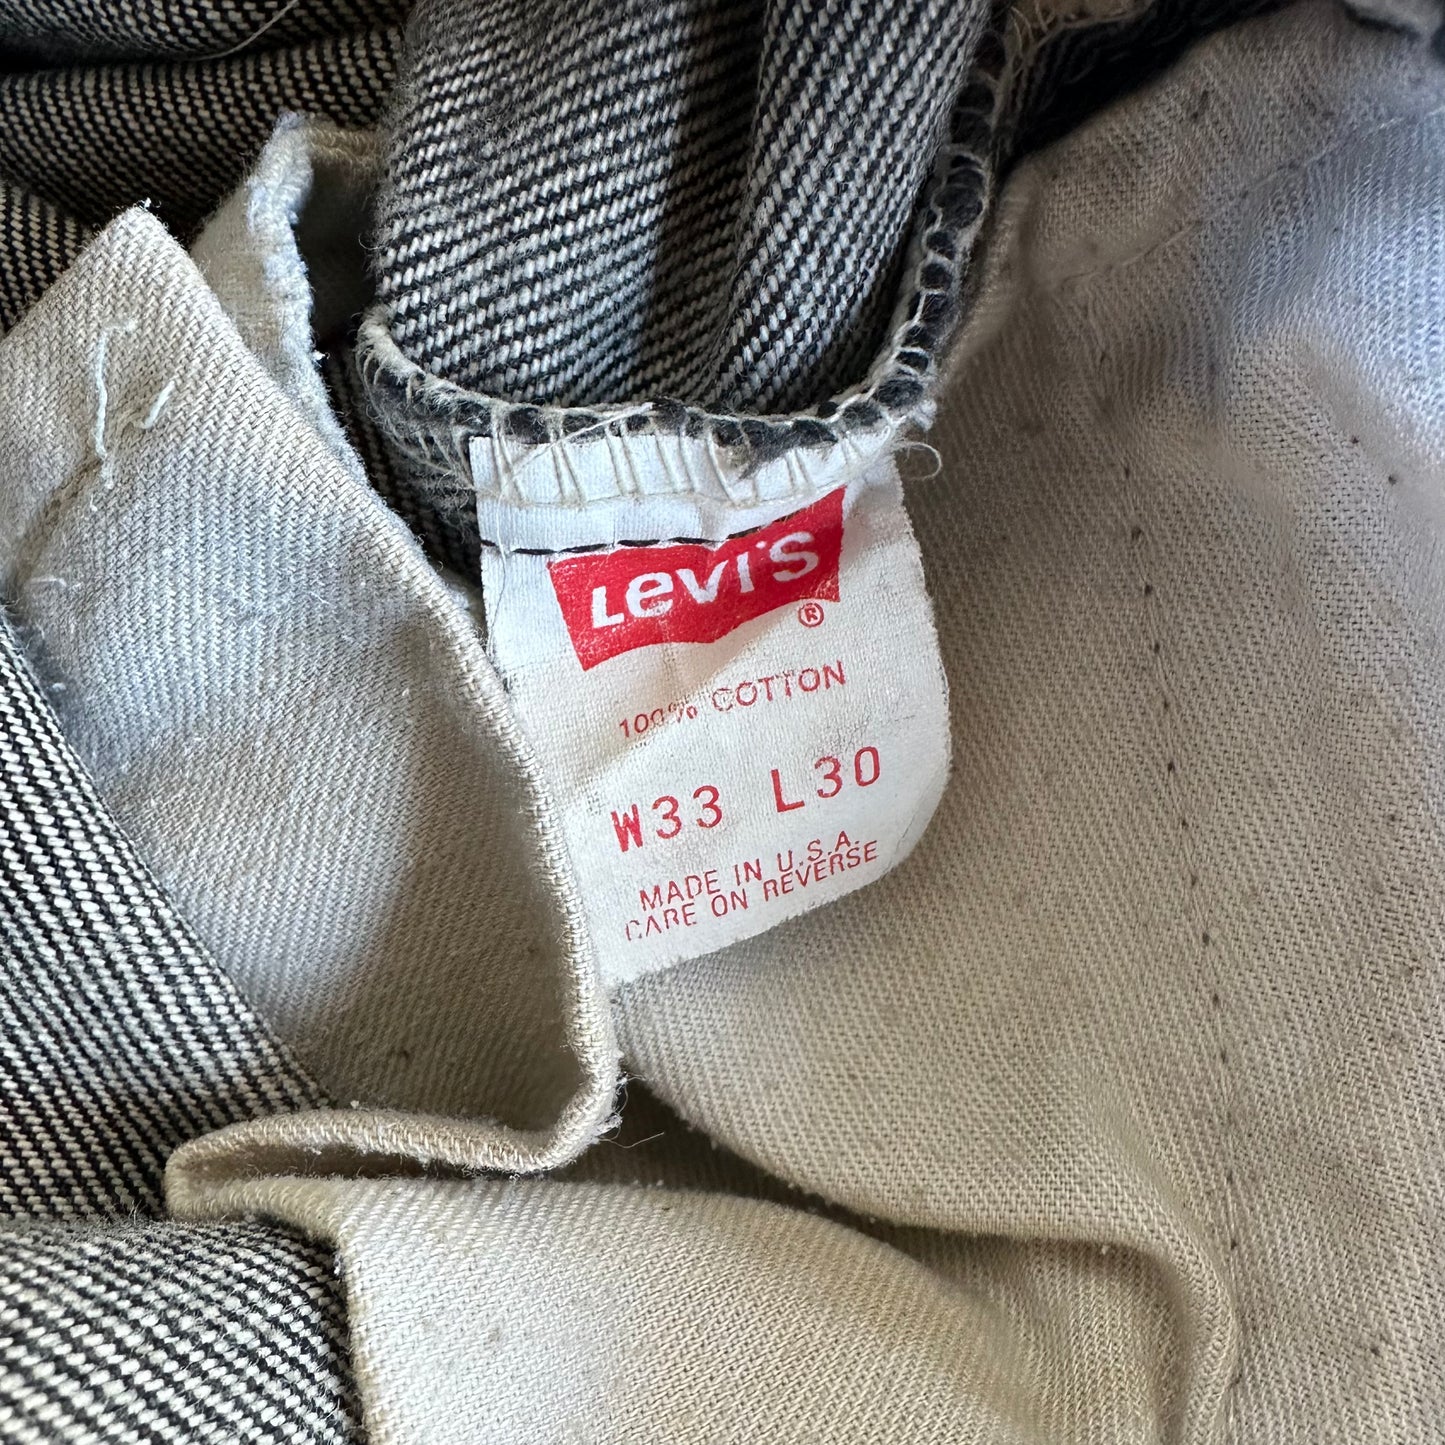 Levi's
®
100% COTTON
W33 L30
MADE IN U.S.A.
CARE ON REVERSE